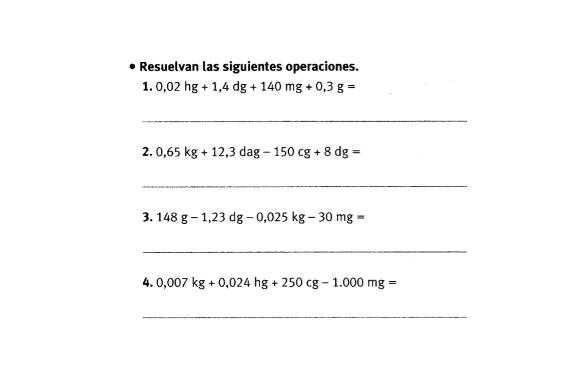 • Resuelvan las siguientes operaciones.
1. 0,02 hg + 1,4 dg + 140 mg + 0,3 g =
2. 0,65 kg + 12,3 dag – 150 cg + 8 dg =
3. 148 g – 1,23 dg – 0,025 kg – 30 mg =
4. 0,007 kg + 0,024 hg + 250 cg – 1.000 mg =